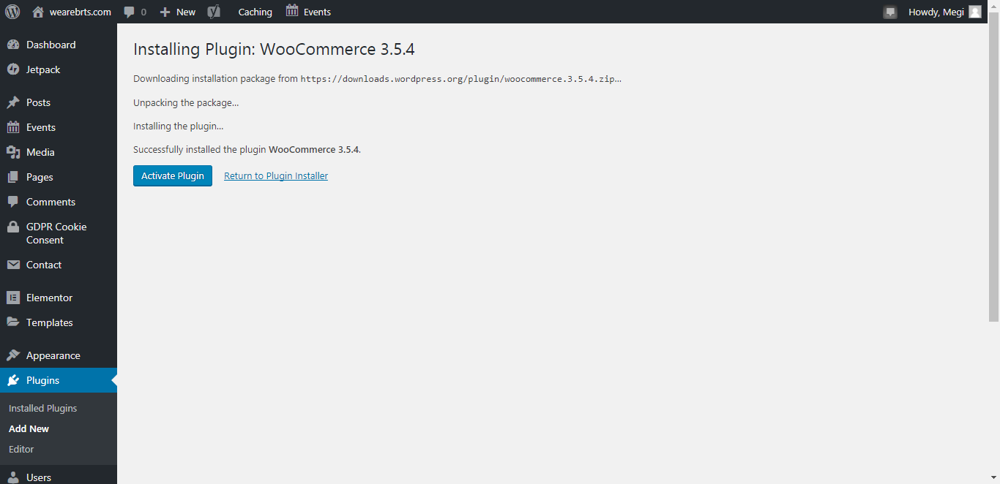 wearebrts.com 0 New Caching Events Howdy, Megi
Dashboard
Jetpack
Posts
Events
Media
Pages
Comments
GDPR Cookie
Consent
Contact
Elementor
Templates
Appearance
Plugins
Installed Plugins
Add New
Editor
Users
Installing Plugin: WooCommerce 3.5.4
Downloading installation package from https://downloads.wordpress.org/plugin/woocommerce.3.5.4.zip…
Unpacking the package…
Installing the plugin…
Successfully installed the plugin WooCommerce 3.5.4.
Activate Plugin Return to Plugin Installer